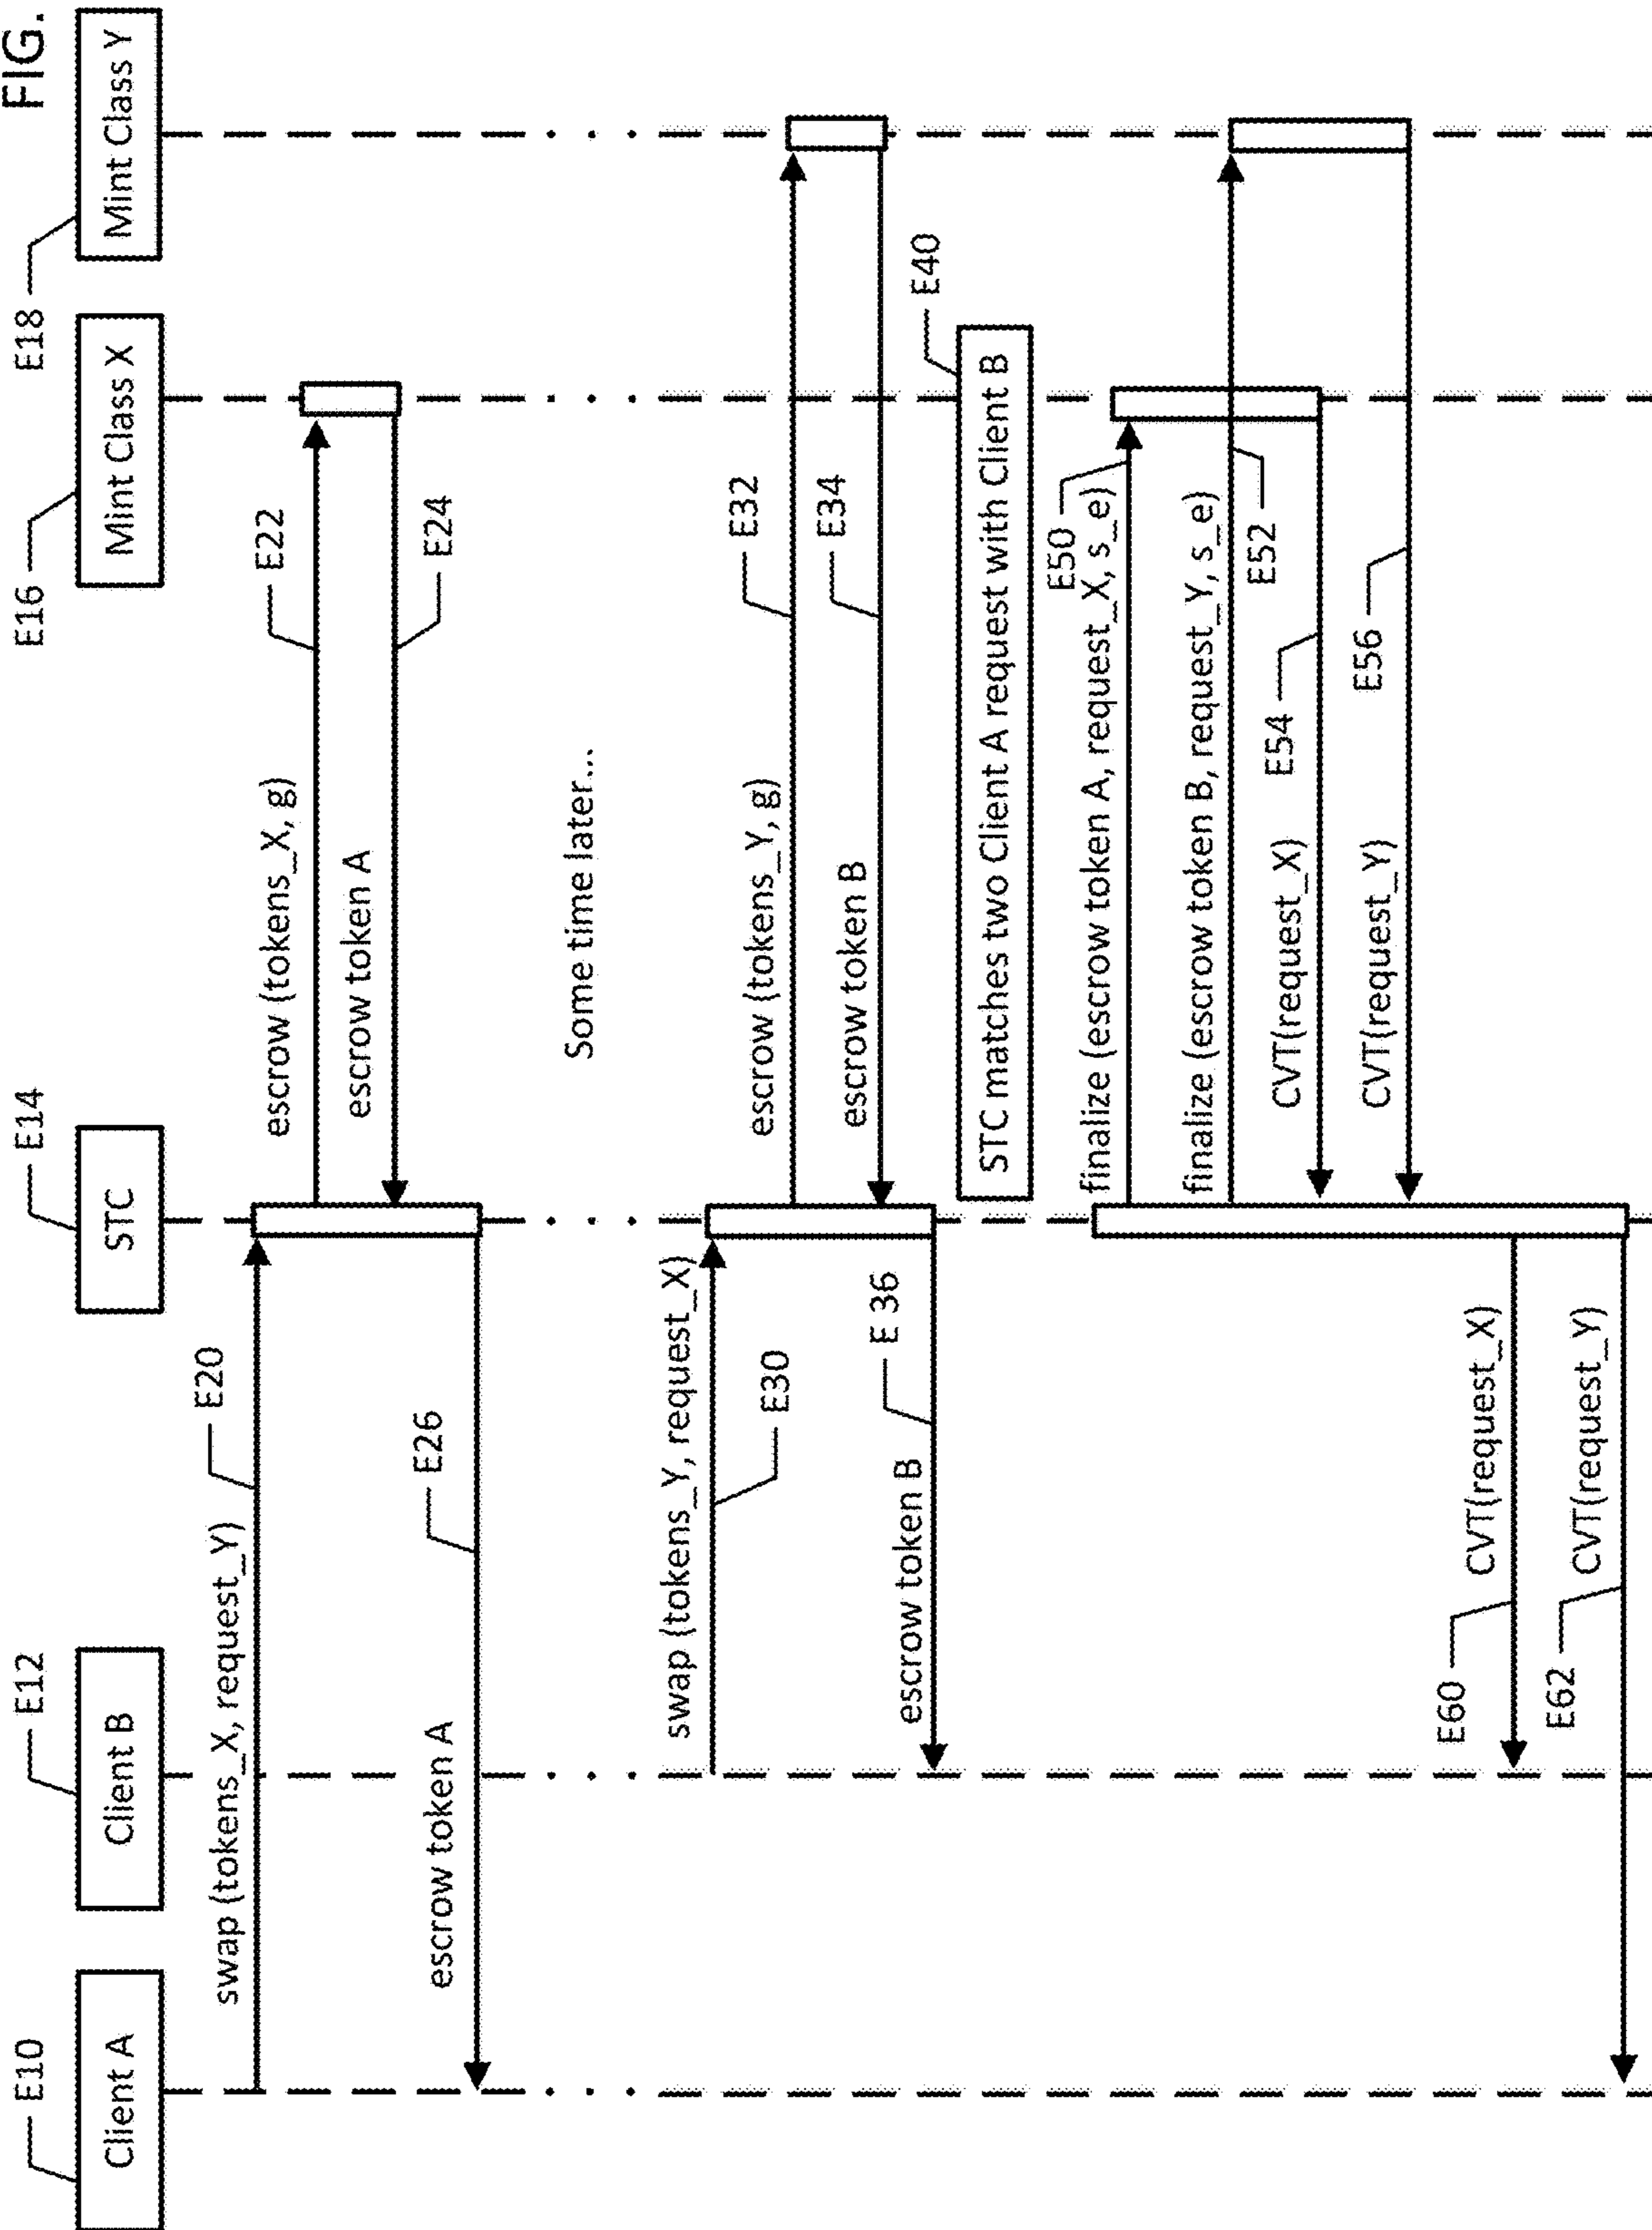 FIG.
E10
E12
E14
E16
E18
Client A
Client B
STC
Mint Class X
Mint Class Y
swap (tokens_X, request_Y)
E20
escrow (tokens_X, g)
E22
escrow token A
E24
escrow token A
E26
Some time later...
swap (tokens_Y, request_X)
E30
escrow (tokens_Y, g)
E32
escrow token B
E34
escrow token B
E 36
STC matches two Client A request with Client B
E40
finalize (escrow token A, request_X, s_e)
E50
finalize (escrow token B, request_Y, s_e)
E52
CVT(request_X)
E54
CVT(request_Y)
E56
E60
CVT(request_X)
E62
CVT(request_Y)